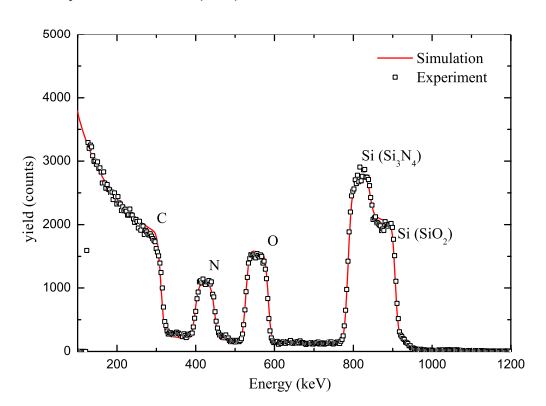 5000
4000
3000
2000
1000
0
yield (counts)
Simulation
Experiment
Si (Si₃N₄)
Si (SiO₂)
C
N
O
200
400
600
800
1000
1200
Energy (keV)